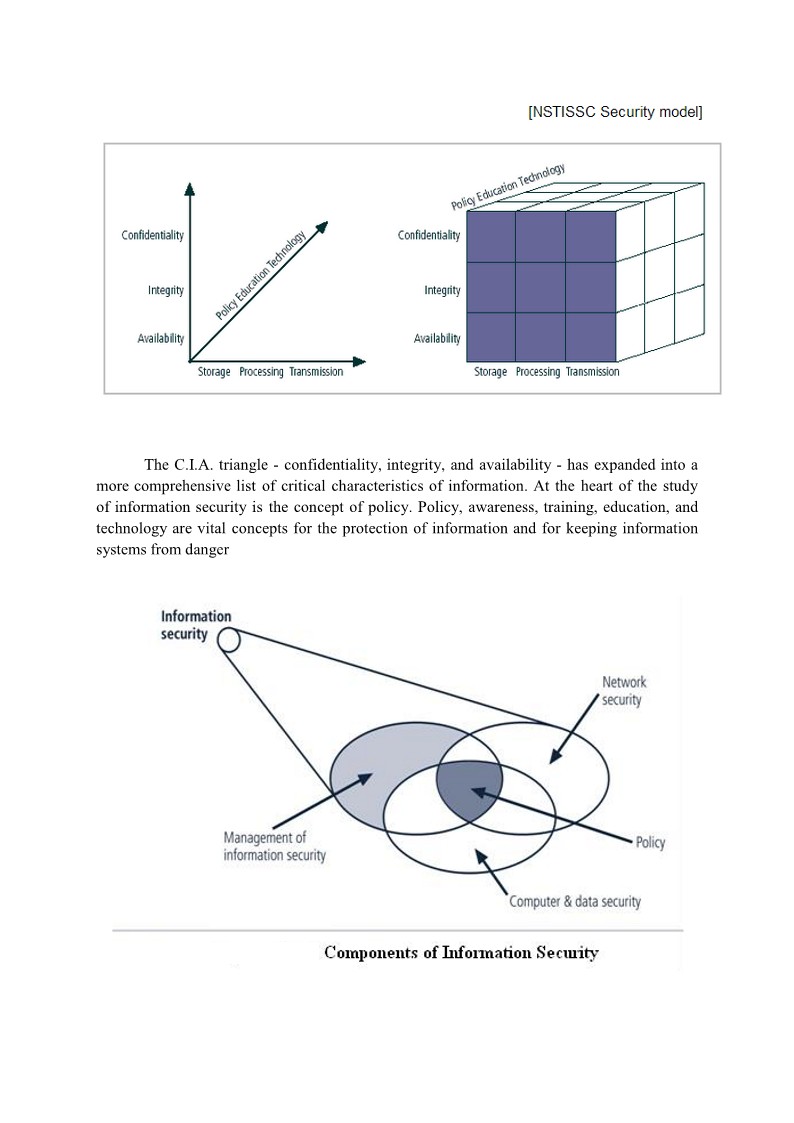 [NSTISSC Security model]
Policy Education Technology
Confidentiality
Integrity
Availability
Storage Processing Transmission
Policy Education Technology
Confidentiality
Integrity
Availability
Storage Processing Transmission
The C.I.A. triangle - confidentiality, integrity, and availability - has expanded into a
more comprehensive list of critical characteristics of information. At the heart of the study
of information security is the concept of policy. Policy, awareness, training, education, and
technology are vital concepts for the protection of information and for keeping information
systems from danger
Information
security
Network
security
Management of
information security
Policy
Computer & data security
Components of Information Security